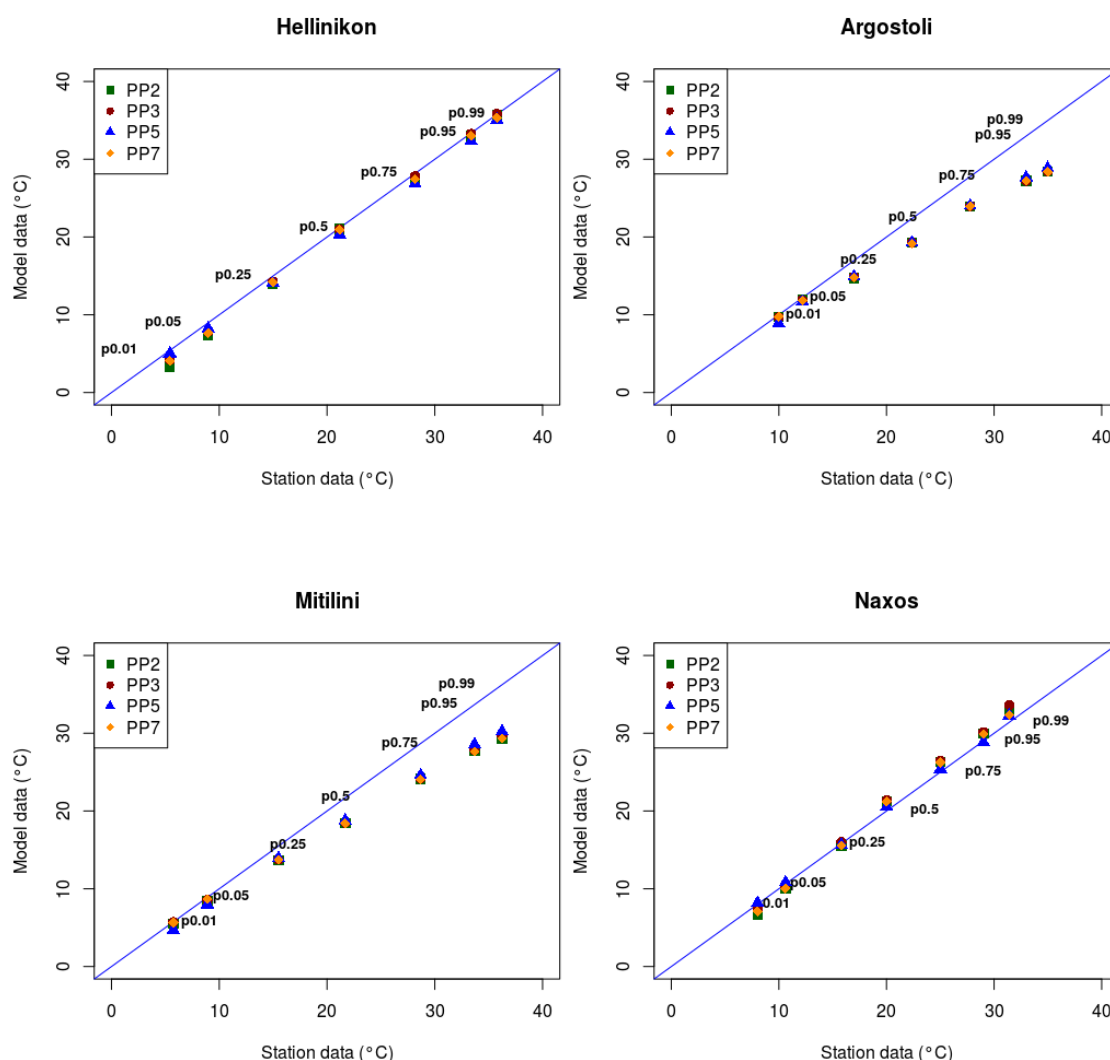 Hellinikon
PP2
PP3
PP5
PP7
p0.99
p0.95
p0.75
p0.5
p0.25
p0.05
p0.01
Model data (°C)
0
10
20
30
40
0
10
20
30
40
Station data (°C)
Argostoli
PP2
PP3
PP5
PP7
p0.99
p0.95
p0.75
p0.5
p0.25
p0.05
p0.01
Model data (°C)
0
10
20
30
40
0
10
20
30
40
Station data (°C)
Mitilini
PP2
PP3
PP5
PP7
p0.99
p0.95
p0.75
p0.5
p0.25
p0.05
p0.01
Model data (°C)
0
10
20
30
40
0
10
20
30
40
Station data (°C)
Naxos
PP2
PP3
PP5
PP7
p0.99
p0.95
p0.75
p0.5
p0.25
p0.05
0.01
Model data (°C)
0
10
20
30
40
0
10
20
30
40
Station data (°C)